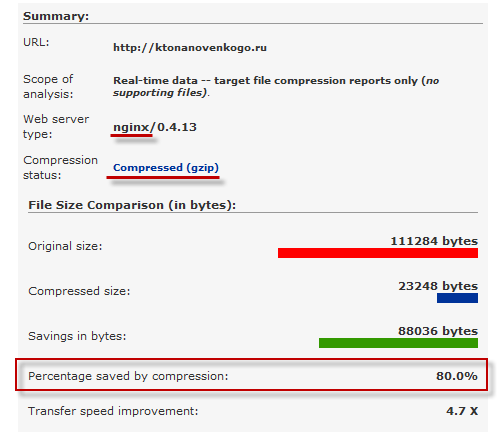 Summary:
URL: http://ktonanovenkogo.ru
Scope of analysis: Real-time data -- target file compression reports only (no supporting files).
Web server type: nginx/0.4.13
Compression status: Compressed (gzip)
File Size Comparison (in bytes):
Original size: 111284 bytes
Compressed size: 23248 bytes
Savings in bytes: 88036 bytes
Percentage saved by compression: 80.0%
Transfer speed improvement: 4.7 X